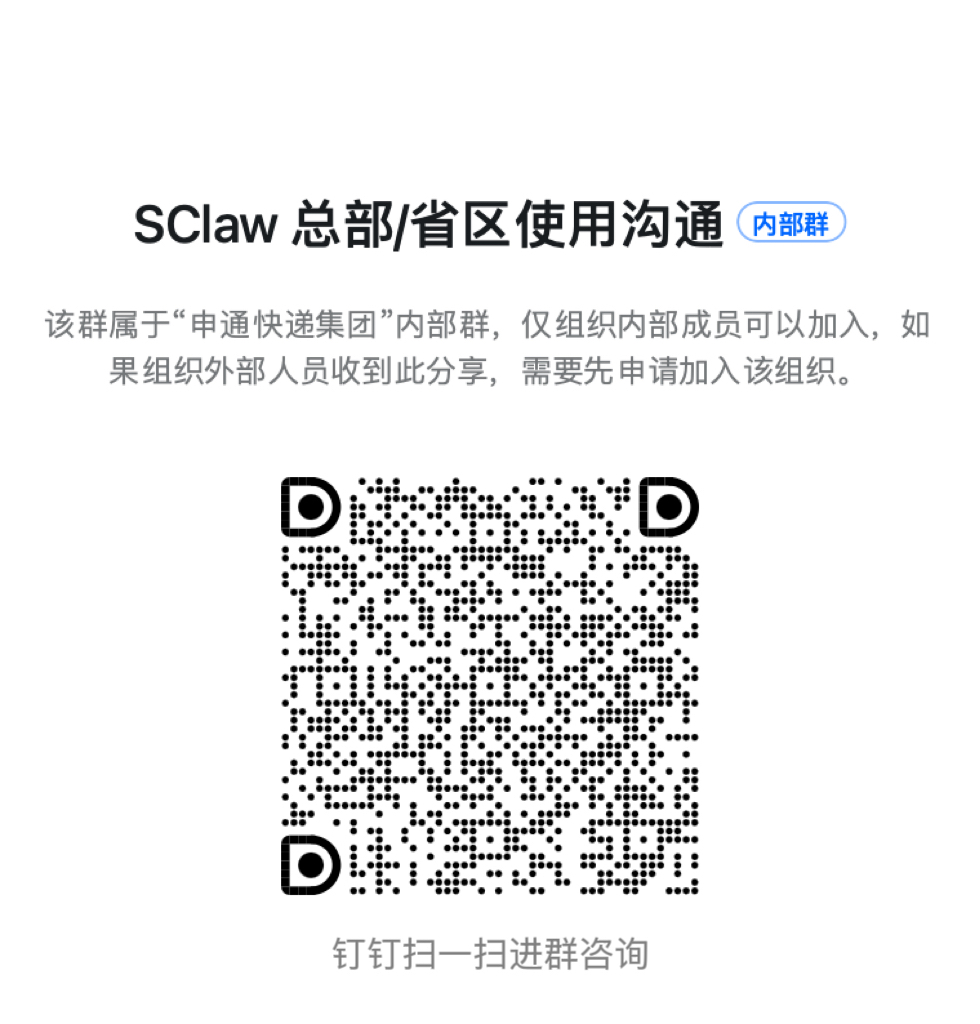 SClaw 总部/省区使用沟通 内部群
该群属于“申通快递集团”内部群，仅组织内部成员可以加入，如
果组织外部人员收到此分享，需要先申请加入该组织。
钉钉扫一扫进群咨询